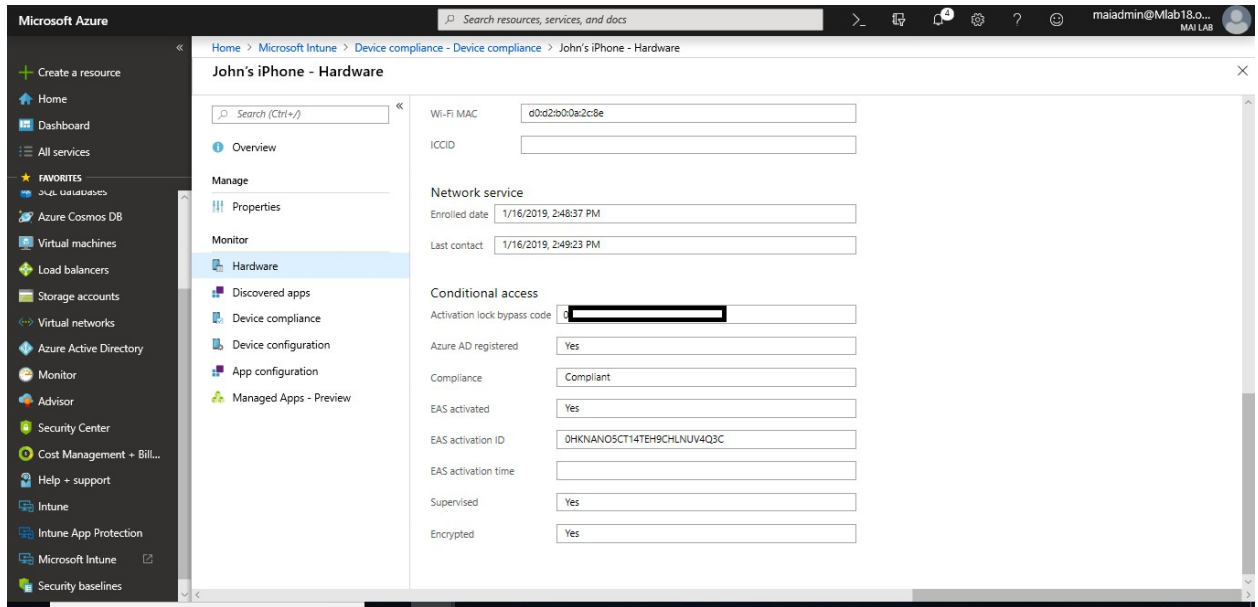 Microsoft Azure
Search resources, services, and docs
4
maiadmin@Mlab18.o...
MAI LAB
Home > Microsoft Intune > Device compliance - Device compliance > John's iPhone - Hardware
John's iPhone - Hardware
Create a resource
Home
Dashboard
All services
FAVORITES
SQL databases
Azure Cosmos DB
Virtual machines
Load balancers
Storage accounts
Virtual networks
Azure Active Directory
Monitor
Advisor
Security Center
Cost Management + Bill...
Help + support
Intune
Intune App Protection
Microsoft Intune
Security baselines
Search (Ctrl+/)
Overview
Manage
Properties
Monitor
Hardware
Discovered apps
Device compliance
Device configuration
App configuration
Managed Apps - Preview
Wi-Fi MAC d0:d2:b0:0a:2c:8e
ICCID
Network service
Enrolled date 1/16/2019, 2:48:37 PM
Last contact 1/16/2019, 2:49:23 PM
Conditional access
Activation lock bypass code 0
Azure AD registered Yes
Compliance Compliant
EAS activated Yes
EAS activation ID 0HKNANO5CT14TEH9CHLNUV4Q3C
EAS activation time
Supervised Yes
Encrypted Yes